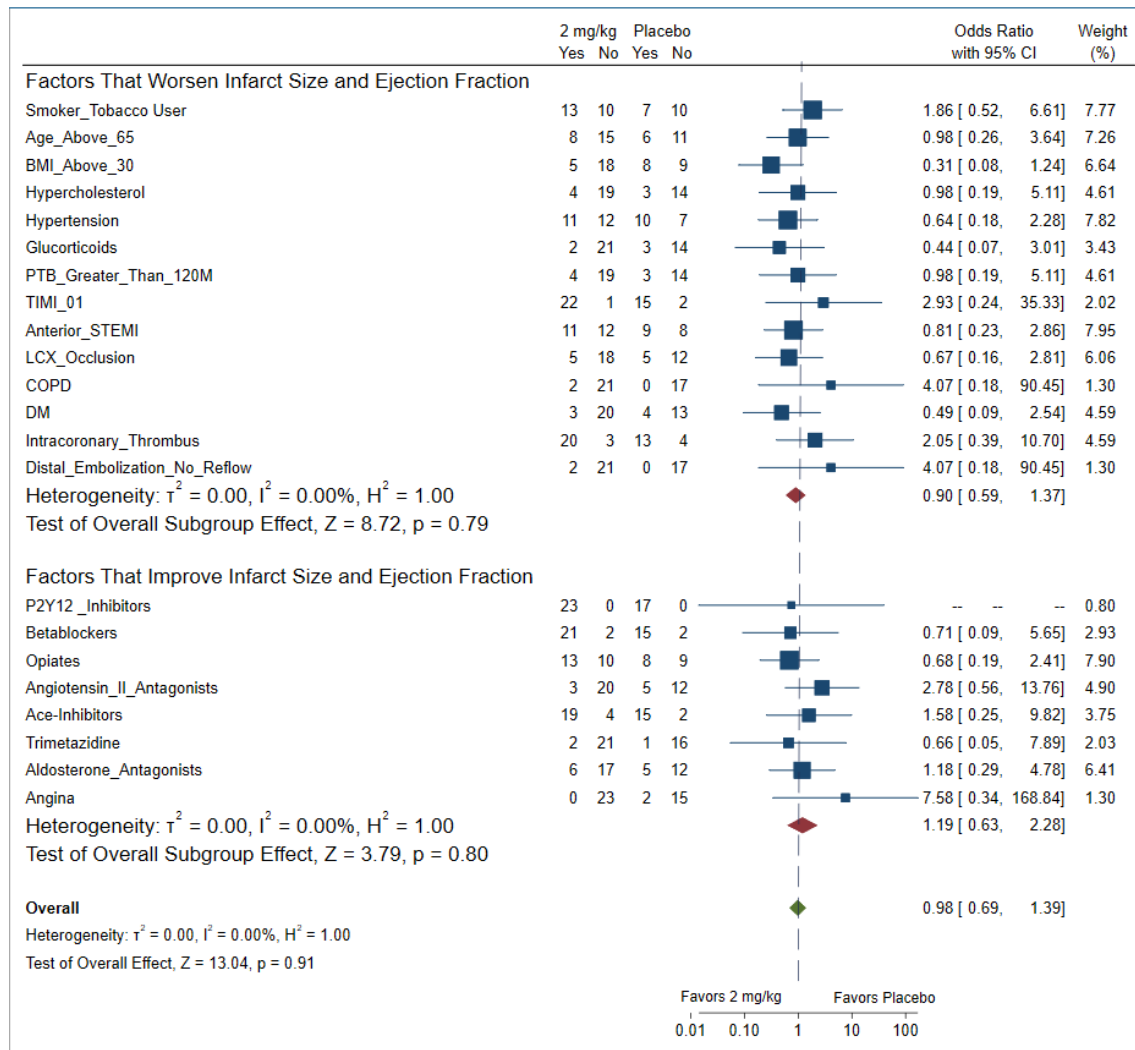 2 mg/kg Placebo Odds Ratio Weight
Yes No Yes No with 95% CI (%)
Factors That Worsen Infarct Size and Ejection Fraction
Smoker_Tobacco User 13 10 7 10 1.86 [ 0.52, 6.61] 7.77
Age_Above_65 8 15 6 11 0.98 [ 0.26, 3.64] 7.26
BMI_Above_30 5 18 8 9 0.31 [ 0.08, 1.24] 6.64
Hypercholesterol 4 19 3 14 0.98 [ 0.19, 5.11] 4.61
Hypertension 11 12 10 7 0.64 [ 0.18, 2.28] 7.82
Glucorticoids 2 21 3 14 0.44 [ 0.07, 3.01] 3.43
PTB_Greater_Than_120M 4 19 3 14 0.98 [ 0.19, 5.11] 4.61
TIMI_01 22 1 15 2 2.93 [ 0.24, 35.33] 2.02
Anterior_STEMI 11 12 9 8 0.81 [ 0.23, 2.86] 7.95
LCX_Occlusion 5 18 5 12 0.67 [ 0.16, 2.81] 6.06
COPD 2 21 0 17 4.07 [ 0.18, 90.45] 1.30
DM 3 20 4 13 0.49 [ 0.09, 2.54] 4.59
Intracoronary_Thrombus 20 3 13 4 2.05 [ 0.39, 10.70] 4.59
Distal_Embolization_No_Reflow 2 21 0 17 4.07 [ 0.18, 90.45] 1.30
Heterogeneity: τ² = 0.00, I² = 0.00%, H² = 1.00 0.90 [ 0.59, 1.37]
Test of Overall Subgroup Effect, Z = 8.72, p = 0.79
Factors That Improve Infarct Size and Ejection Fraction
P2Y12 _Inhibitors 23 0 17 0 -- -- -- 0.80
Betablockers 21 2 15 2 0.71 [ 0.09, 5.65] 2.93
Opiates 13 10 8 9 0.68 [ 0.19, 2.41] 7.90
Angiotensin_II_Antagonists 3 20 5 12 2.78 [ 0.56, 13.76] 4.90
Ace-Inhibitors 19 4 15 2 1.58 [ 0.25, 9.82] 3.75
Trimetazidine 2 21 1 16 0.66 [ 0.05, 7.89] 2.03
Aldosterone_Antagonists 6 17 5 12 1.18 [ 0.29, 4.78] 6.41
Angina 0 23 2 15 7.58 [ 0.34, 168.84] 1.30
Heterogeneity: τ² = 0.00, I² = 0.00%, H² = 1.00 1.19 [ 0.63, 2.28]
Test of Overall Subgroup Effect, Z = 3.79, p = 0.80
Overall 0.98 [ 0.69, 1.39]
Heterogeneity: τ² = 0.00, I² = 0.00%, H² = 1.00
Test of Overall Effect, Z = 13.04, p = 0.91
Favors 2 mg/kg Favors Placebo
0.01 0.10 1 10 100